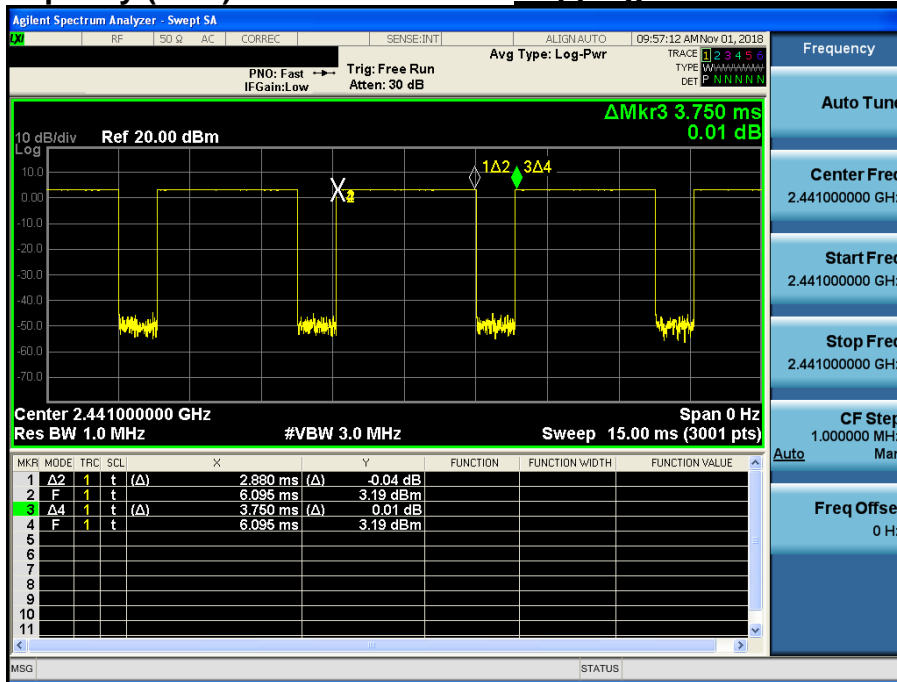 Agilent Spectrum Analyzer - Swept SA
LXI RF 50 Ω AC CORREC SENSE:INT ALIGN AUTO 09:57:12 AM Nov 01, 2018
PNO: Fast
IFGain:Low
Trig: Free Run
Atten: 30 dB
Avg Type: Log-Pwr
TRACE 1 2 3 4 5 6
TYPE WWWWWWW
DET P N N N N N
ΔMkr3 3.750 ms
0.01 dB
10 dB/div Ref 20.00 dBm
Log
10.0
0.00
-10.0
-20.0
-30.0
-40.0
-50.0
-60.0
-70.0
1Δ2 3Δ4
Center 2.441000000 GHz Span 0 Hz
Res BW 1.0 MHz #VBW 3.0 MHz Sweep 15.00 ms (3001 pts)
MKR MODE TRC SCL X Y FUNCTION FUNCTION WIDTH FUNCTION VALUE
1 Δ2 1 t (Δ) 2.880 ms (Δ) -0.04 dB
2 F 1 t 6.095 ms 3.19 dBm
3 Δ4 1 t (Δ) 3.750 ms (Δ) 0.01 dB
4 F 1 t 6.095 ms 3.19 dBm
5
6
7
8
9
10
11
MSG STATUS
Frequency
Auto Tun
Center Fre
2.441000000 GH
Start Fre
2.441000000 GH
Stop Fre
2.441000000 GH
CF Ste
1.000000 MH
Auto Ma
Freq Offse
0 H